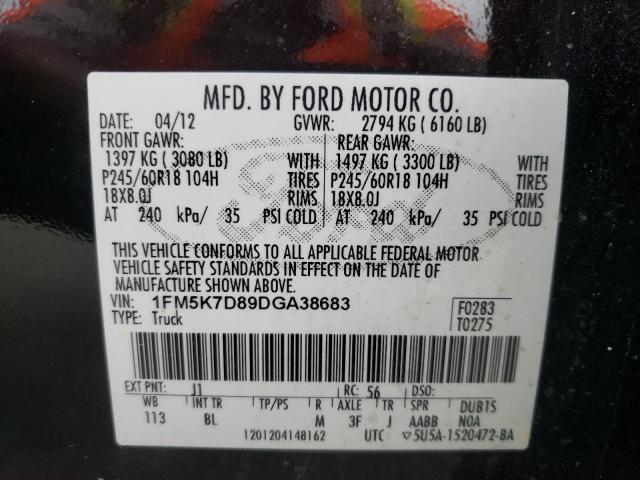 MFD. BY FORD MOTOR CO.
DATE: 04/12 GVWR: 2794 KG ( 6160 LB)
FRONT GAWR: REAR GAWR:
1397 KG ( 3080 LB) WITH 1497 KG ( 3300 LB) WITH
P245/60R18 104H TIRES P245/60R18 104H TIRES
18X8.0J RIMS 18X8.0J RIMS
AT 240 kPa/ 35 PSI COLD AT 240 kPa/ 35 PSI COLD
THIS VEHICLE CONFORMS TO ALL APPLICABLE FEDERAL MOTOR
VEHICLE SAFETY STANDARDS IN EFFECT ON THE DATE OF
MANUFACTURE SHOWN ABOVE.
VIN: 1FM5K7D89DGA38683 F0283
TYPE: Truck T0275
EXT PNT: J1 RC: 56 DSO:
WB INT TR TP/PS R AXLE TR SPR DUB1S
113 BL M 3F J AABB NOA
1201204148162 UTC ▽5U5A-1520472-BA
Ford